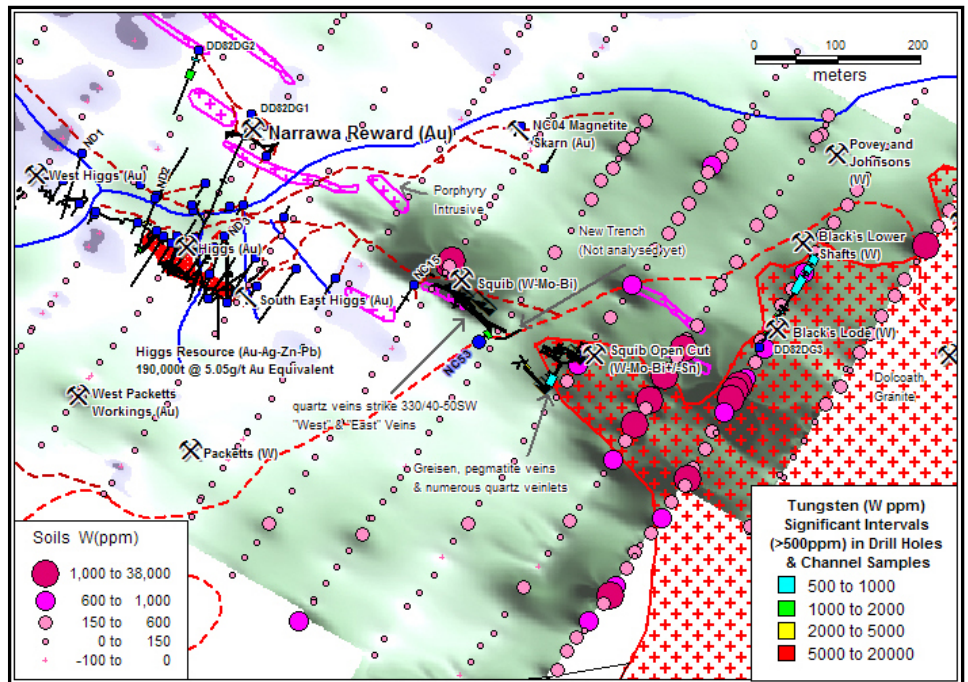 DD82DG2
0 100 200
meters
DD82DG1
Narrawa Reward (Au)
NC04 Magnetite
Skarn (Au)
Povey and
Johnsons
(W)
ND1
West Higgs (Au)
ND2
Porphyry
Intrusive
ND3
Higgs (Au)
New Trench
(Not analysed yet)
Black's Lower
Shafts (W)
NC15
Squib (W-Mo-Bi)
South East Higgs (Au)
Black's Lode (W)
DD82DG3
Higgs Resource (Au-Ag-Zn-Pb)
190,000t @ 5.05g/t Au Equivalent
NC53
Squib Open Cut
(W-Mo-Bi+/-Sn)
Dolcoath
Granite
West Packetts
Workings (Au)
quartz veins strike 330/40-50SW
"West" & "East" Veins
Packetts (W)
Greisen, pegmatite veins
& numerous quartz veinlets
Soils W(ppm)
1,000 to 38,000
600 to 1,000
150 to 600
0 to 150
-100 to 0
Tungsten (W ppm)
Significant Intervals
(>500ppm) in Drill Holes
& Channel Samples
500 to 1000
1000 to 2000
2000 to 5000
5000 to 20000